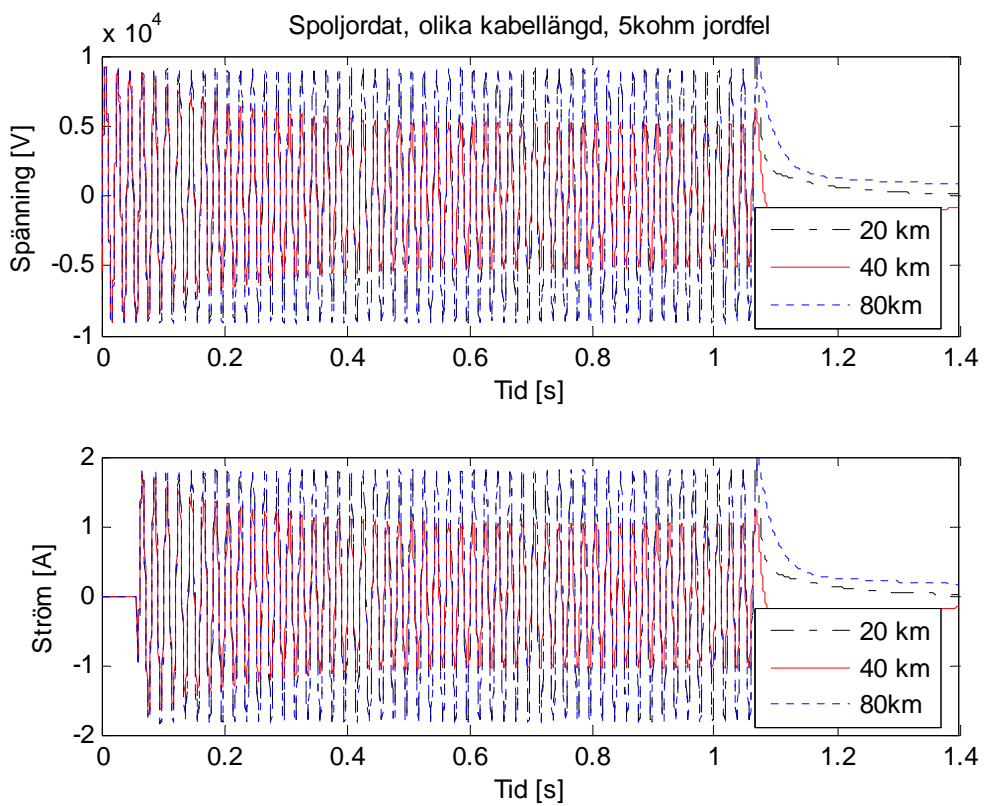 Spoljordat, olika kabellängd, 5kohm jordfel
x 10^4
Spänning [V]
1
0.5
0
-0.5
-1
0 0.2 0.4 0.6 0.8 1 1.2 1.4
Tid [s]
20 km
40 km
80km
Ström [A]
2
1
0
-1
-2
0 0.2 0.4 0.6 0.8 1 1.2 1.4
Tid [s]
20 km
40 km
80km